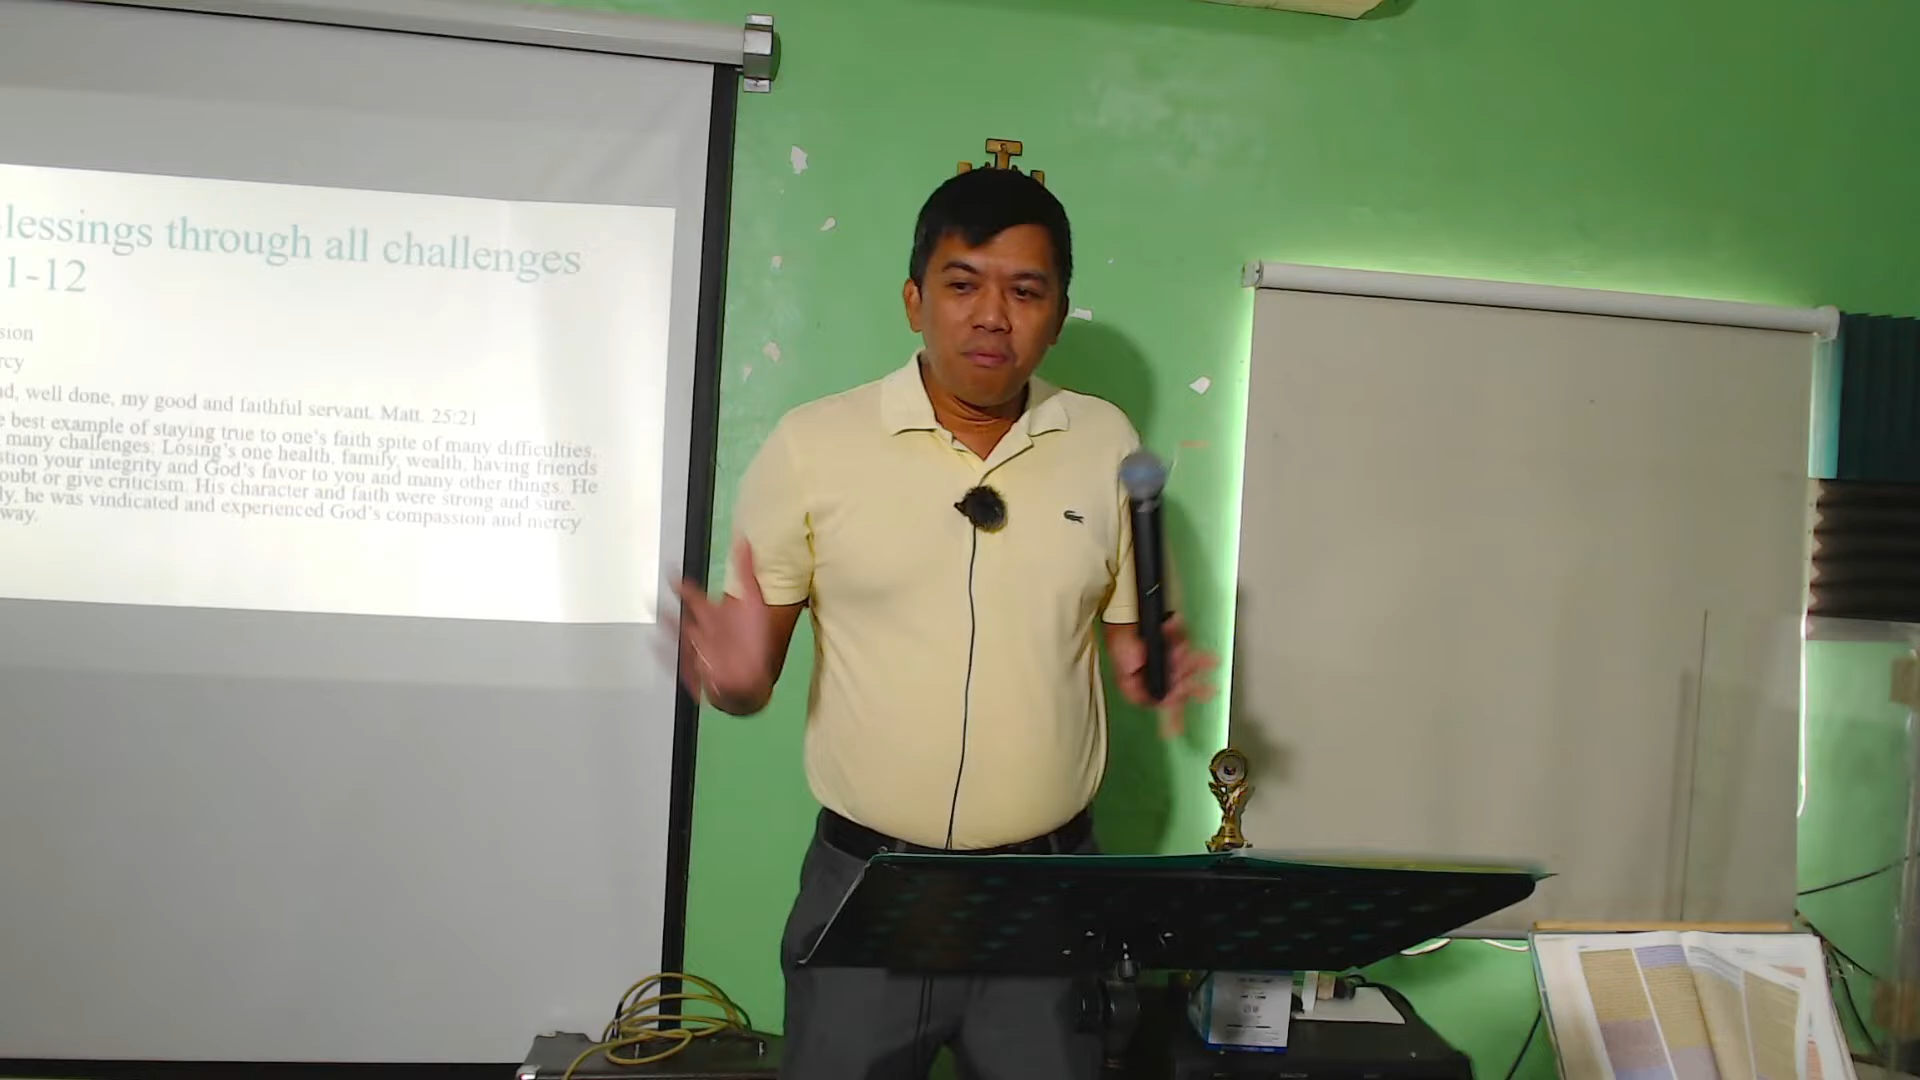 lessings through all challenges
1-12
sion
rcy
d, well done, my good and faithful servant. Matt. 25:21
best example of staying true to one's faith spite of many difficulties.
many challenges: Losing's one health, family, wealth, having friends
stion your integrity and God's favor to you and many other things. He
oubt or give criticism. His character and faith were strong and sure.
ly, he was vindicated and experienced God's compassion and mercy
way.